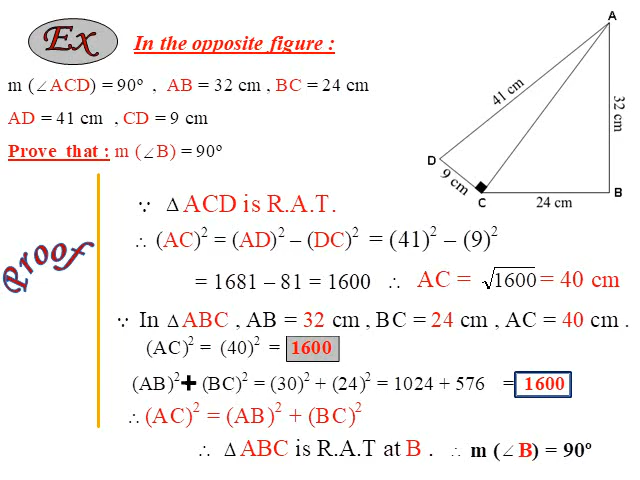 Ex
In the opposite figure :
m (∠ACD) = 90° , AB = 32 cm , BC = 24 cm
AD = 41 cm , CD = 9 cm
Prove that : m (∠B) = 90°
A
41 cm
32 cm
D
9 cm
C
24 cm
B
Proof
∵ Δ ACD is R.A.T.
∴ (AC)² = (AD)² – (DC)² = (41)² – (9)²
= 1681 – 81 = 1600 ∴ AC = √1600 = 40 cm
∵ In Δ ABC , AB = 32 cm , BC = 24 cm , AC = 40 cm .
(AC)² = (40)² = 1600
(AB)² + (BC)² = (30)² + (24)² = 1024 + 576 = 1600
∴ (AC)² = (AB)² + (BC)²
∴ Δ ABC is R.A.T at B . ∴ m (∠ B) = 90°